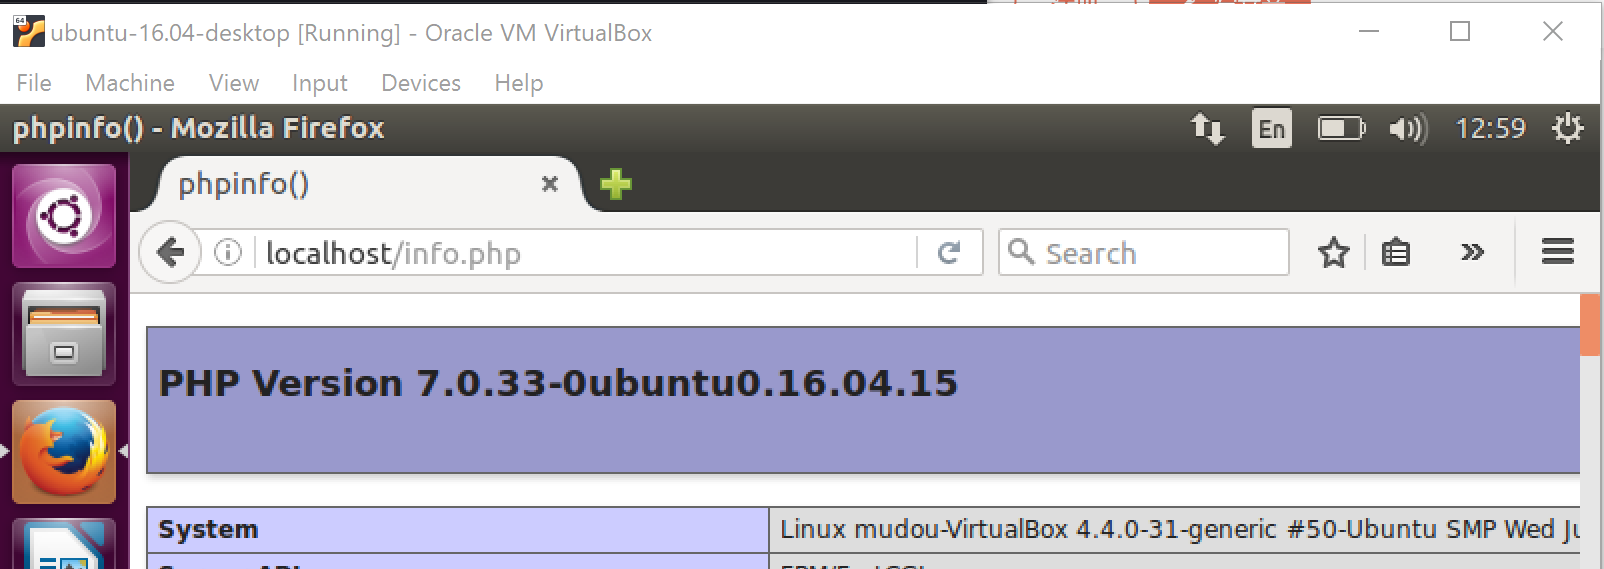 64
ubuntu-16.04-desktop [Running] - Oracle VM VirtualBox
File Machine View Input Devices Help
phpinfo() - Mozilla Firefox En 12:59
phpinfo()
localhost/info.php Search
PHP Version 7.0.33-0ubuntu0.16.04.15
System Linux mudou-VirtualBox 4.4.0-31-generic #50-Ubuntu SMP Wed Ju